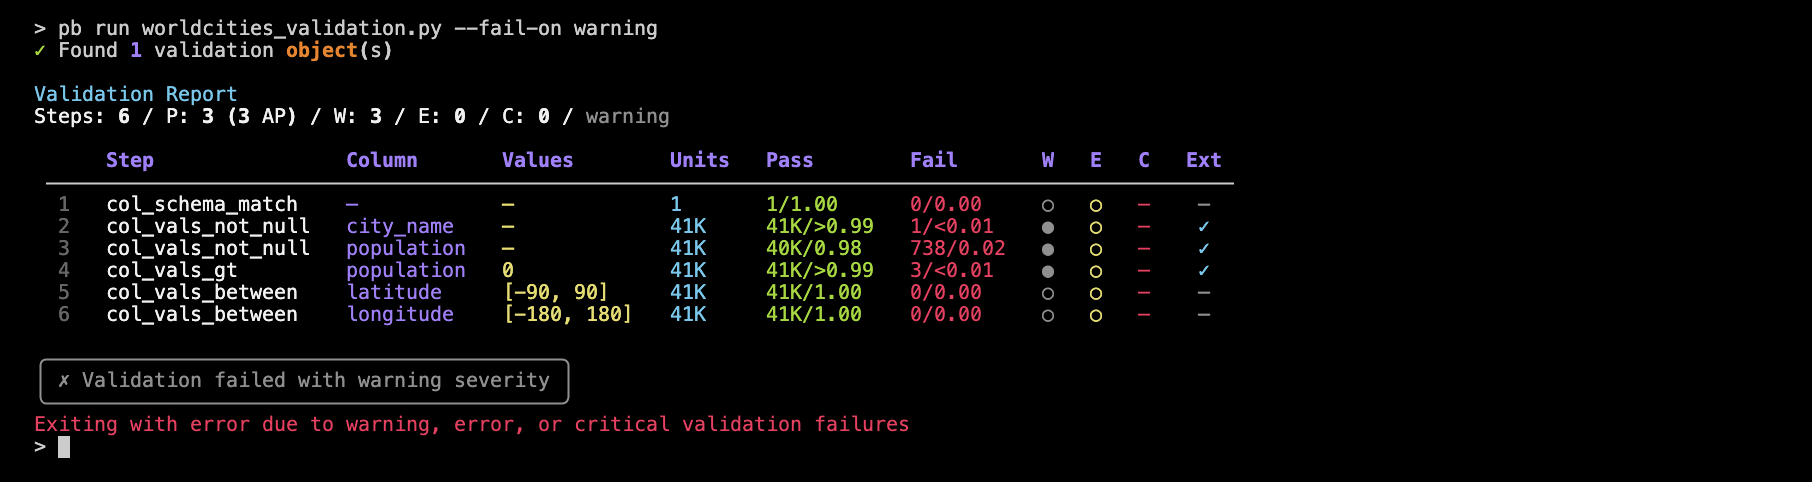 > pb run worldcities_validation.py --fail-on warning
✓ Found 1 validation object(s)
Validation Report
Steps: 6 / P: 3 (3 AP) / W: 3 / E: 0 / C: 0 / warning
Step Column Values Units Pass Fail W E C Ext
1 col_schema_match — — 1 1/1.00 0/0.00 ○ ○ — —
2 col_vals_not_null city_name — 41K 41K/>0.99 1/<0.01 ● ○ — ✓
3 col_vals_not_null population — 41K 40K/0.98 738/0.02 ● ○ — ✓
4 col_vals_gt population 0 41K 41K/>0.99 3/<0.01 ● ○ — ✓
5 col_vals_between latitude [-90, 90] 41K 41K/1.00 0/0.00 ○ ○ — —
6 col_vals_between longitude [-180, 180] 41K 41K/1.00 0/0.00 ○ ○ — —
✗ Validation failed with warning severity
Exiting with error due to warning, error, or critical validation failures
>